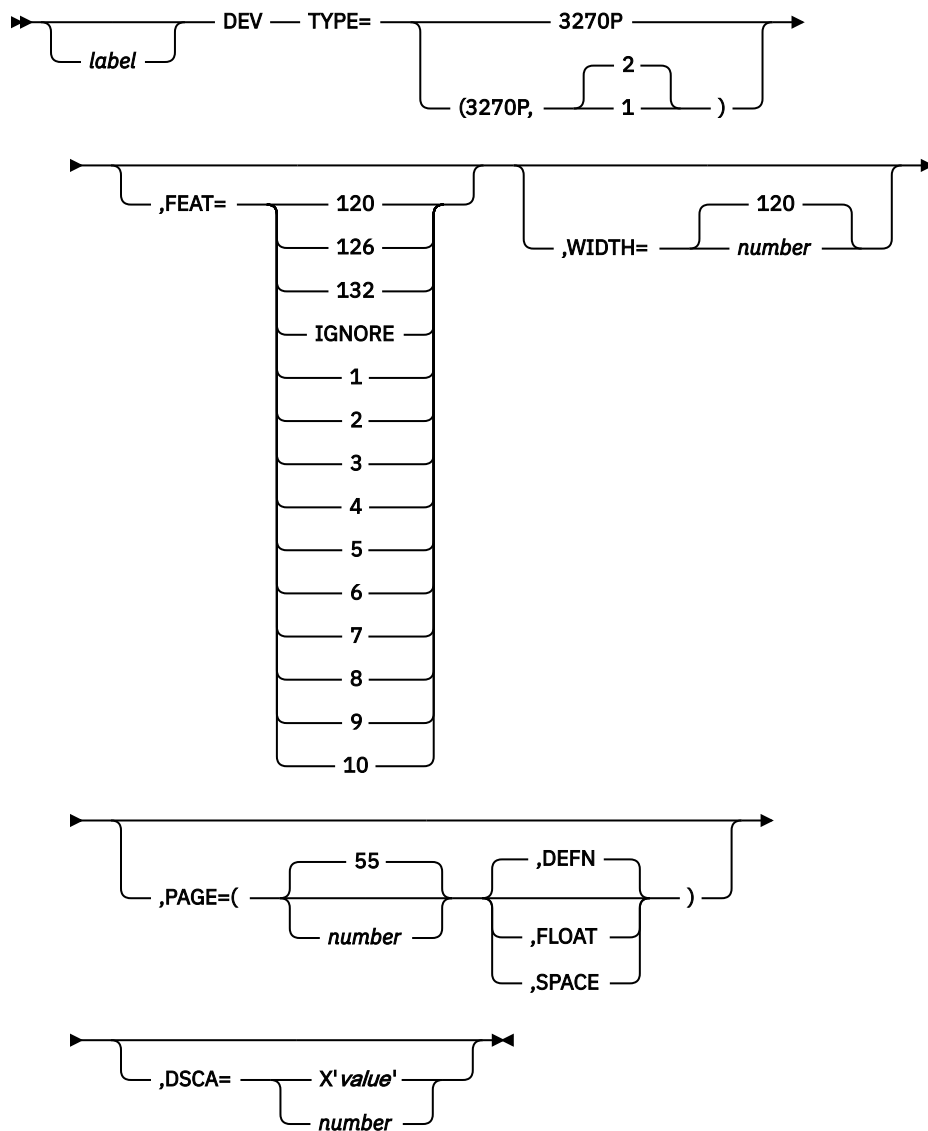 DEV TYPE= 3270P
label
2
(3270P, 1 )
,FEAT= 120 120
126 ,WIDTH= number
132
IGNORE
1
2
3
4
5
6
7
8
9
10
55 ,DEFN
,PAGE=( )
number ,FLOAT
,SPACE
,DSCA= X'value'
number